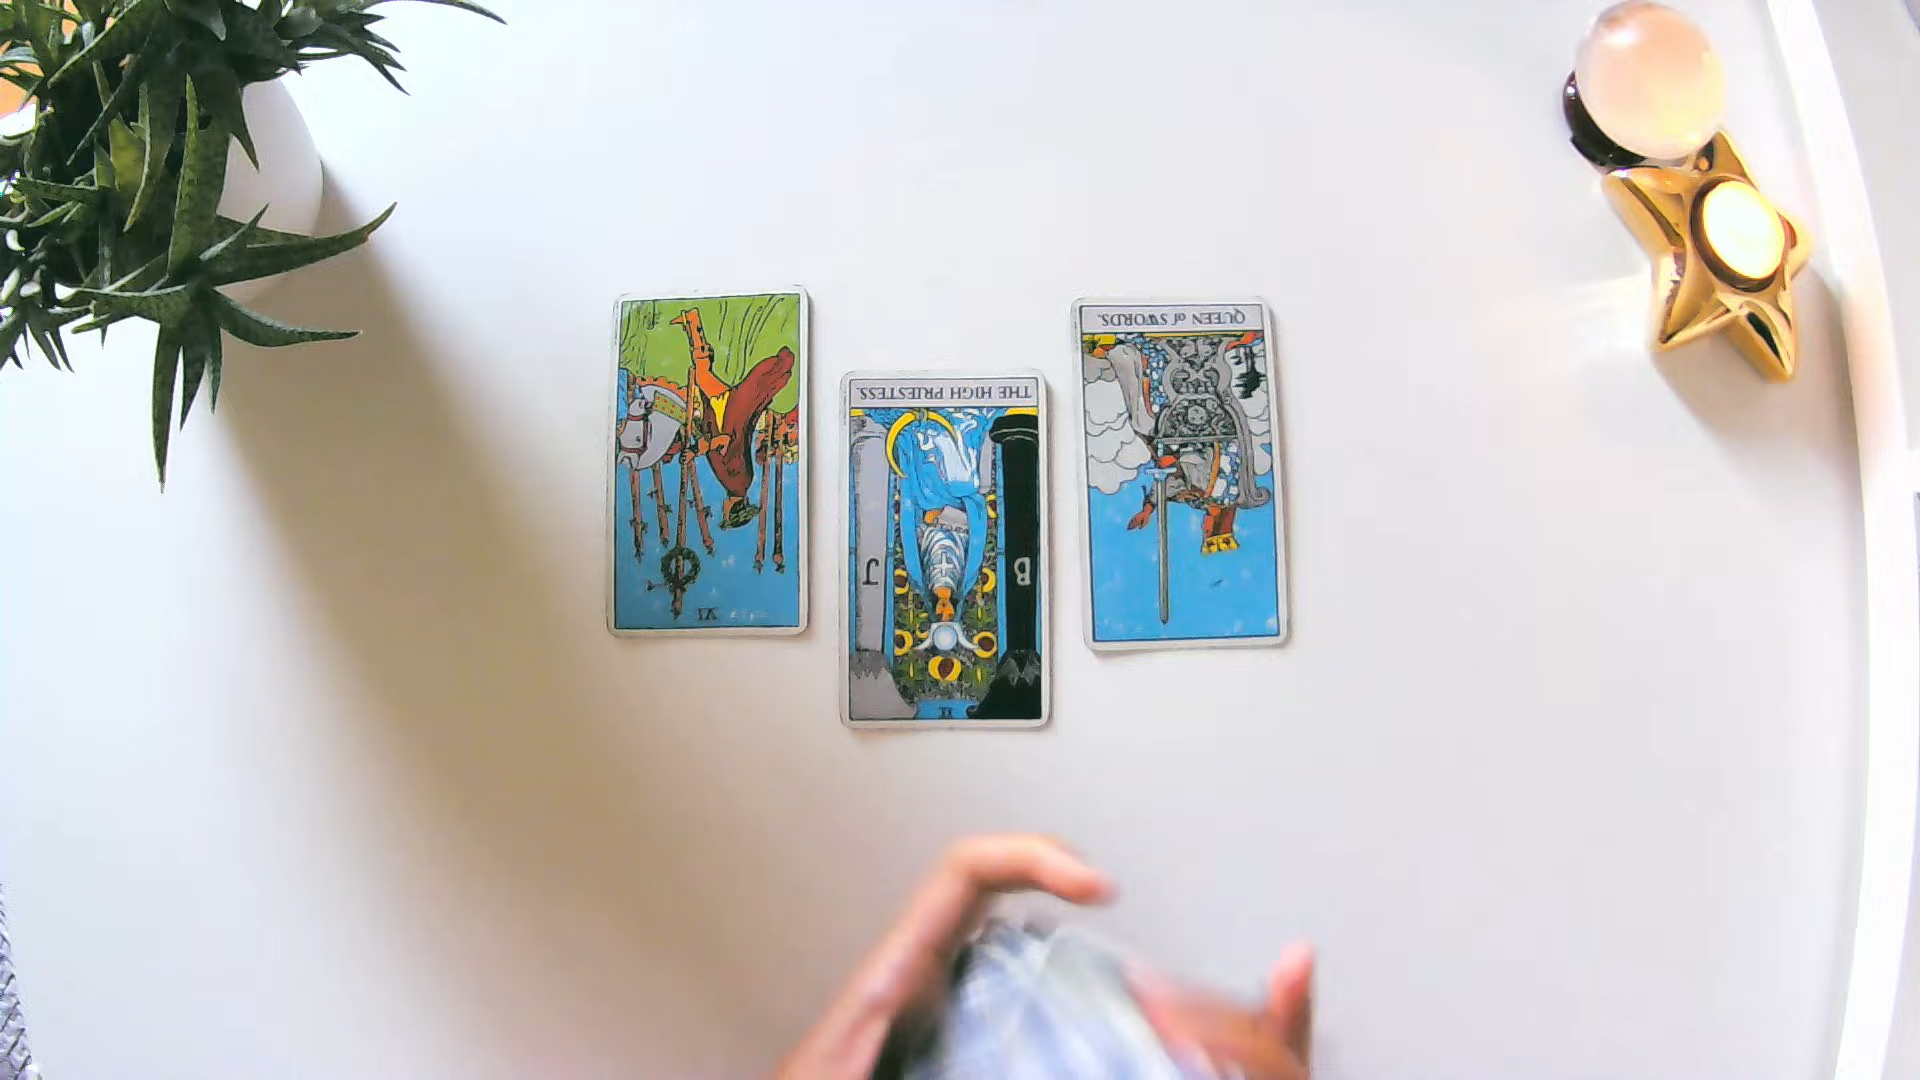 QUEEN of SWORDS.
THE HIGH PRIESTESS.
J
B
VI
II